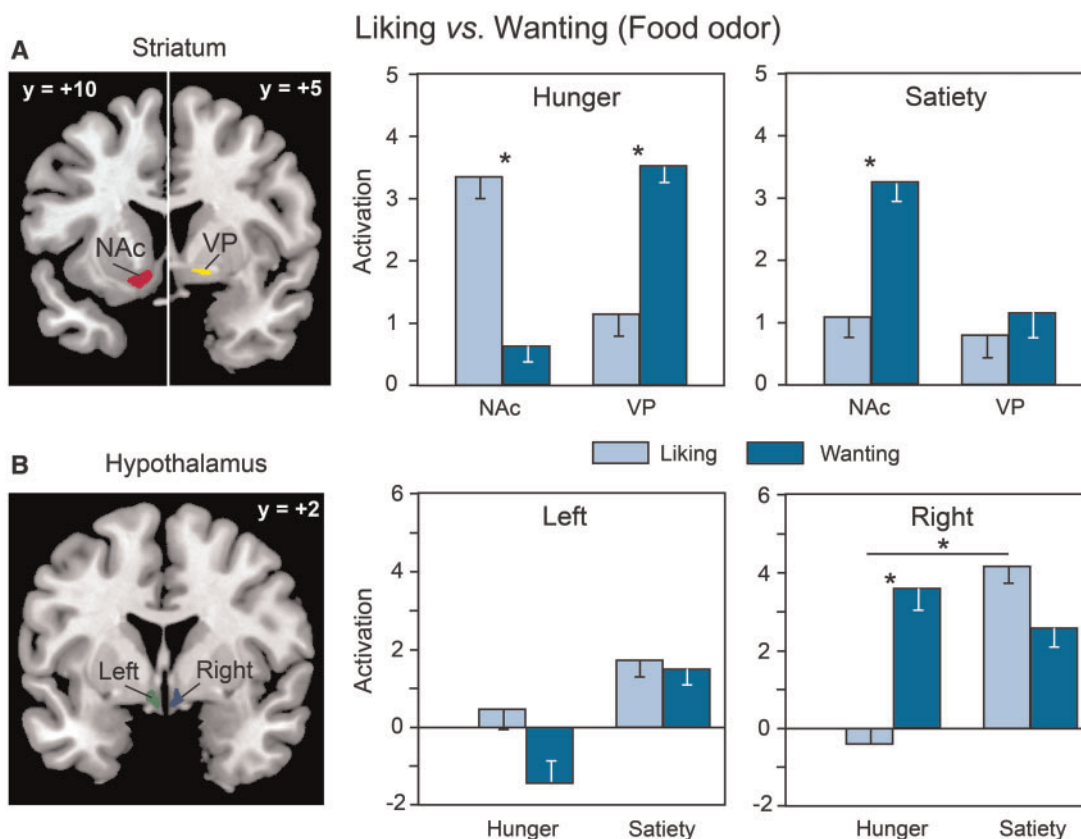 Liking vs. Wanting (Food odor)
A
Striatum
y = +10
y = +5
NAc
VP
Hunger
Activation
5
4
3
2
1
0
*
*
NAc
VP
Satiety
5
4
3
2
1
0
*
NAc
VP
Liking
Wanting
B
Hypothalamus
y = +2
Left
Right
Left
Activation
6
4
2
0
-2
Hunger
Satiety
Right
6
4
2
0
-2
*
*
Hunger
Satiety